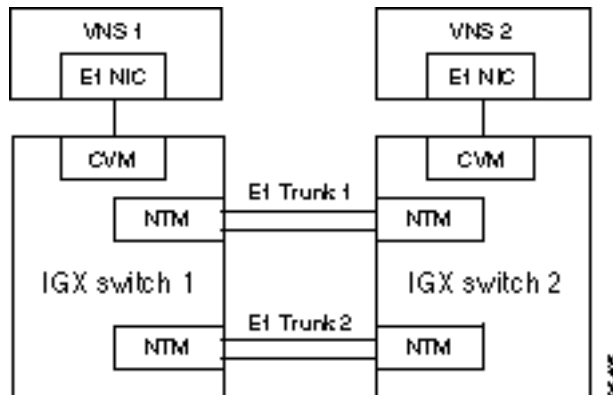 VNS 1
VNS 2
E1 NIC
E1 NIC
CVM
CVM
E1 Trunk 1
NTM
NTM
IGX switch 1
IGX switch 2
E1 Trunk 2
NTM
NTM